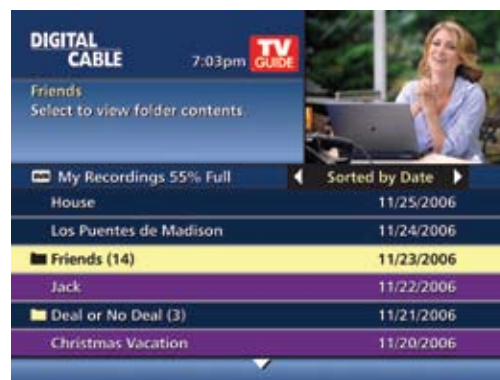 DIGITAL
CABLE
7:03pm
TV
GUIDE
Friends
Select to view folder contents
My Recordings 55% Full
Sorted by Date
House 11/25/2006
Los Puentes de Madison 11/24/2006
Friends (14) 11/23/2006
Jack 11/22/2006
Deal or No Deal (3) 11/21/2006
Christmas Vacation 11/20/2006